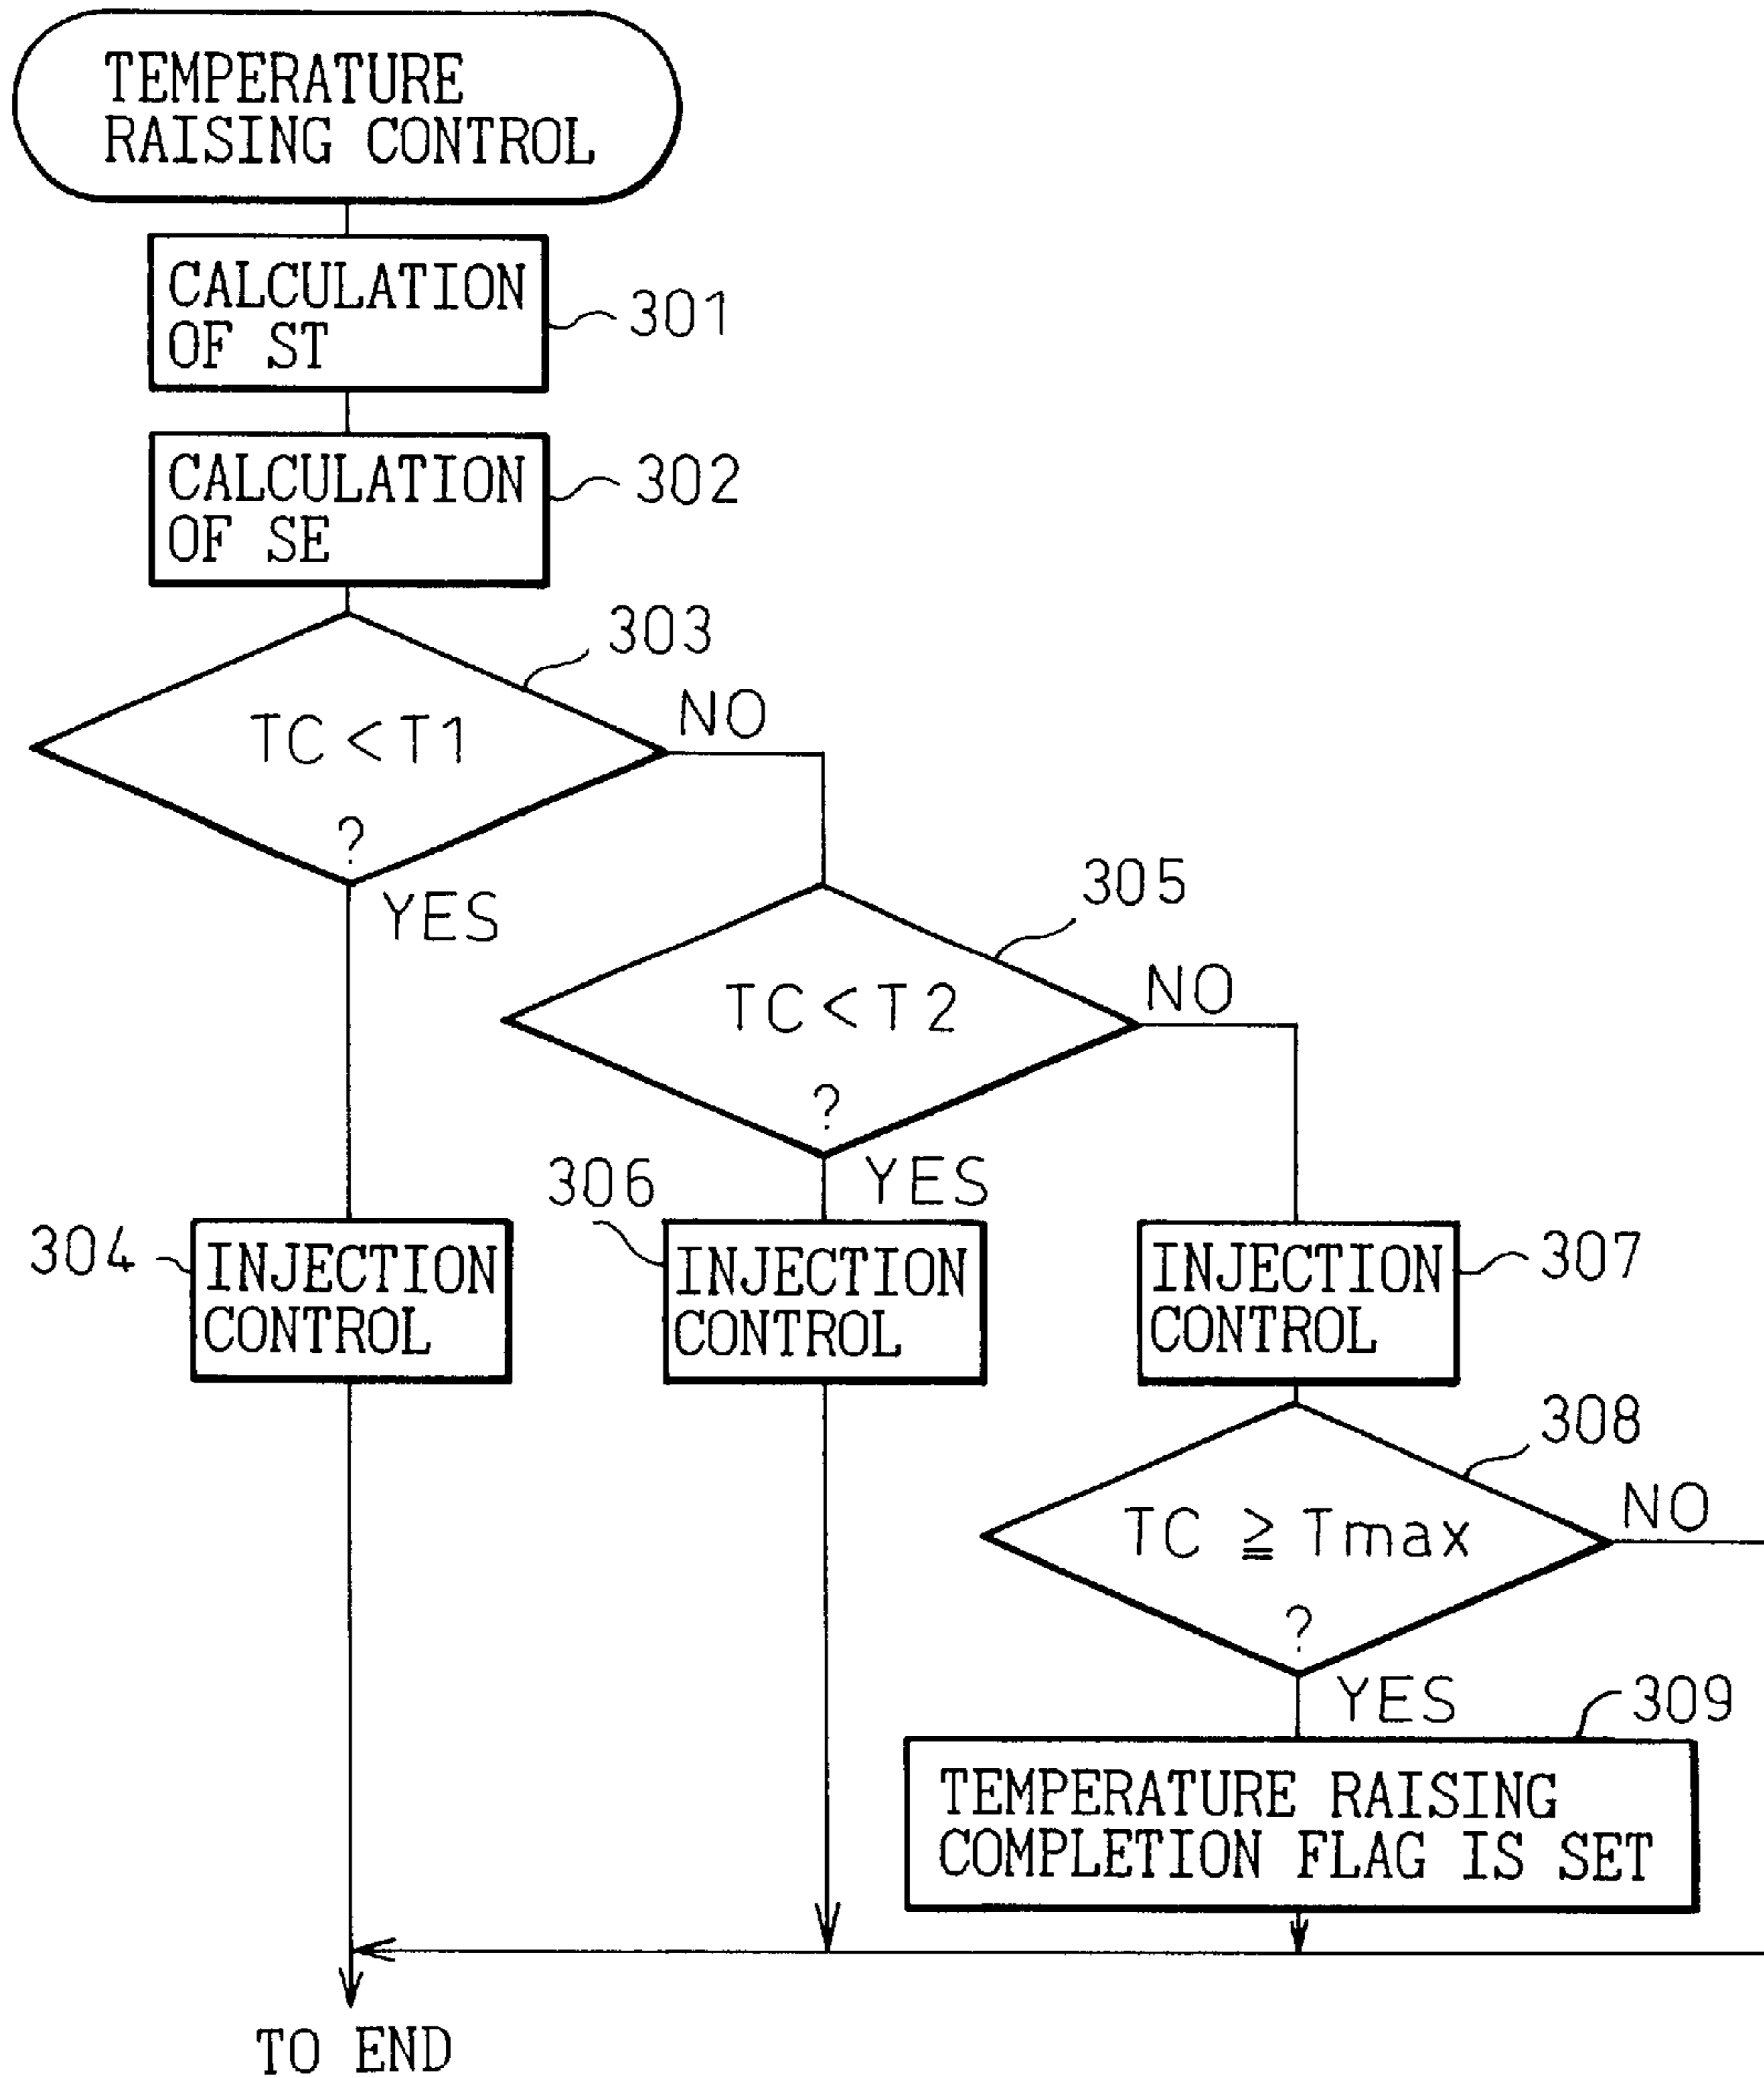 TEMPERATURE
RAISING CONTROL
CALCULATION
OF ST
301
CALCULATION
OF SE
302
303
TC < T1
?
NO
YES
305
TC < T2
?
NO
YES
304
INJECTION
CONTROL
306
INJECTION
CONTROL
307
INJECTION
CONTROL
308
TC ≧ Tmax
?
NO
YES
309
TEMPERATURE RAISING
COMPLETION FLAG IS SET
TO END